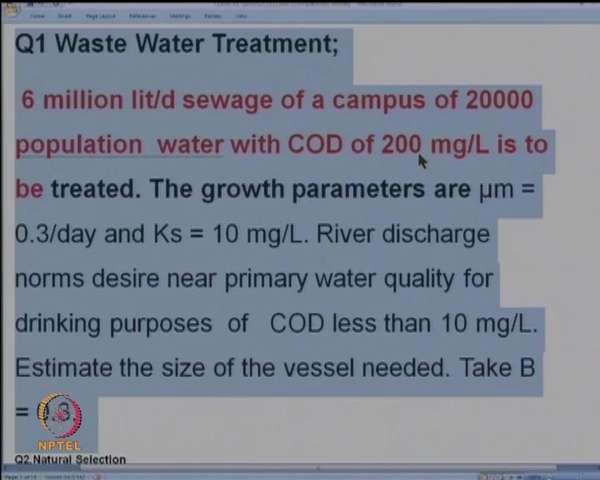 Q1 Waste Water Treatment;
6 million lit/d sewage of a campus of 20000
population water with COD of 200 mg/L is to
be treated. The growth parameters are µm =
0.3/day and Ks = 10 mg/L. River discharge
norms desire near primary water quality for
drinking purposes of COD less than 10 mg/L.
Estimate the size of the vessel needed. Take B
=
NPTEL
Q2 Natural Selection